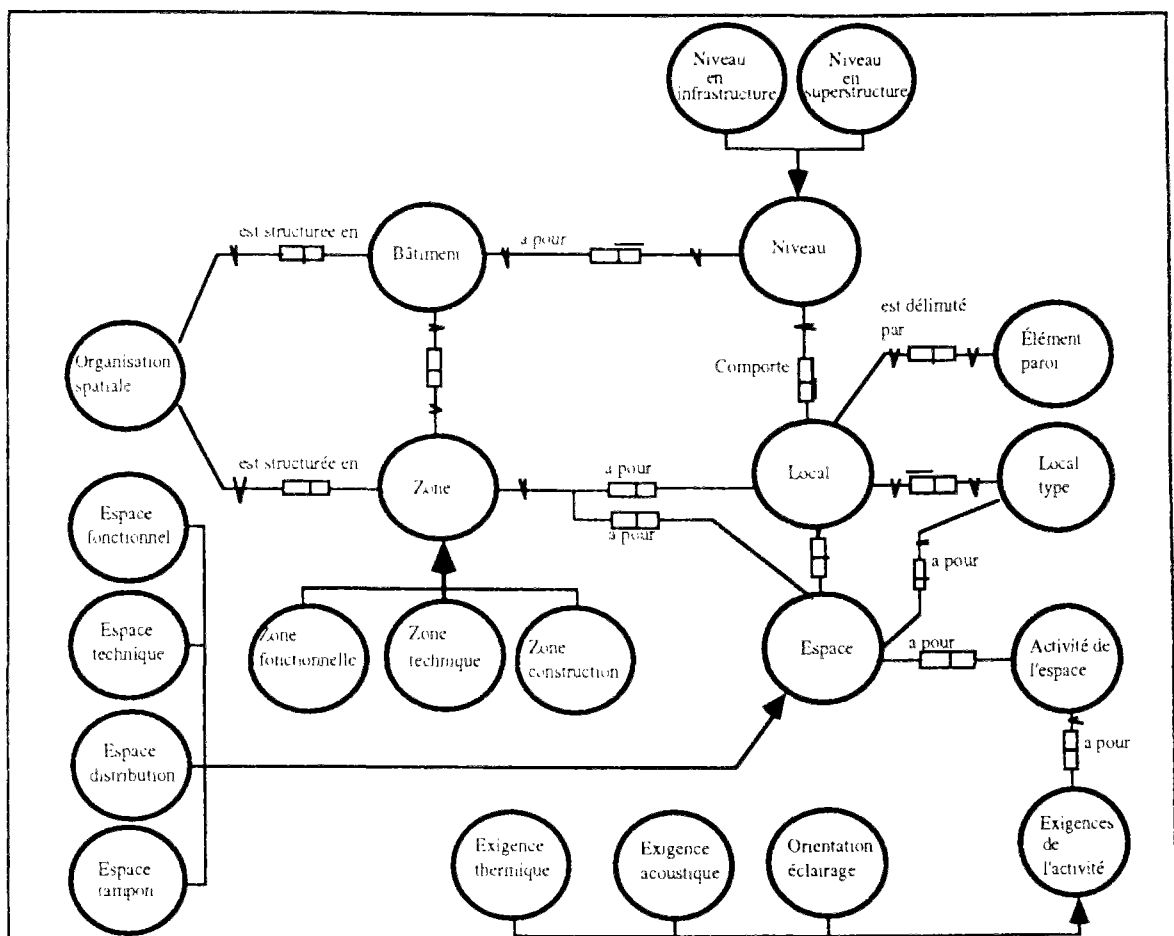 Niveau
en
infrastructure
Niveau
en
superstructure
est structurée en
Bâtiment
a pour
Niveau
est délimité
par
Élément
paroi
Organisation
spatiale
Comporte
est structurée en
Zone
a pour
a pour
Local
Local
type
Espace
fonctionnel
a pour
Espace
technique
Zone
fonctionnelle
Zone
technique
Zone
construction
Espace
a pour
Activité de
l'espace
Espace
distribution
a pour
Espace
tampon
Exigence
thermique
Exigence
acoustique
Orientation
éclairage
Exigences
de
l'activité